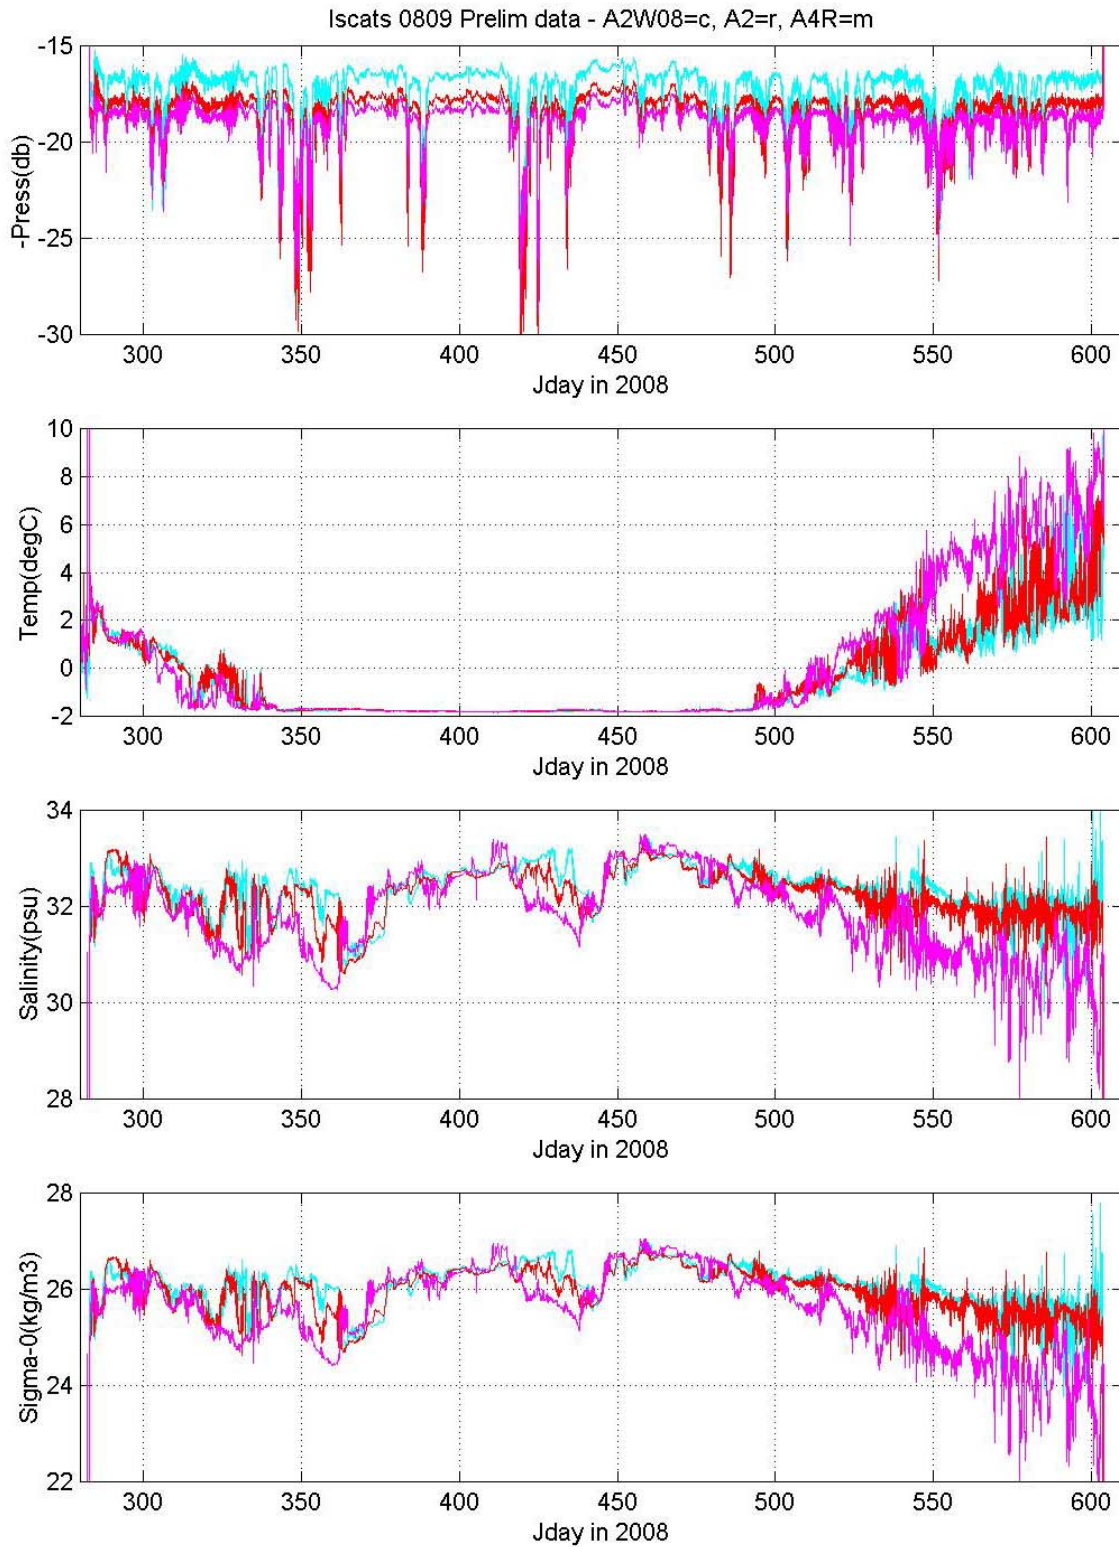 Iscats 0809 Prelim data - A2W08=c, A2=r, A4R=m
-15
-20
-25
-30
-Press(db)
300 350 400 450 500 550 600
Jday in 2008
10
8
6
4
2
0
-2
Temp(degC)
300 350 400 450 500 550 600
Jday in 2008
34
32
30
28
Salinity(psu)
300 350 400 450 500 550 600
Jday in 2008
28
26
24
22
Sigma-0(kg/m3)
300 350 400 450 500 550 600
Jday in 2008